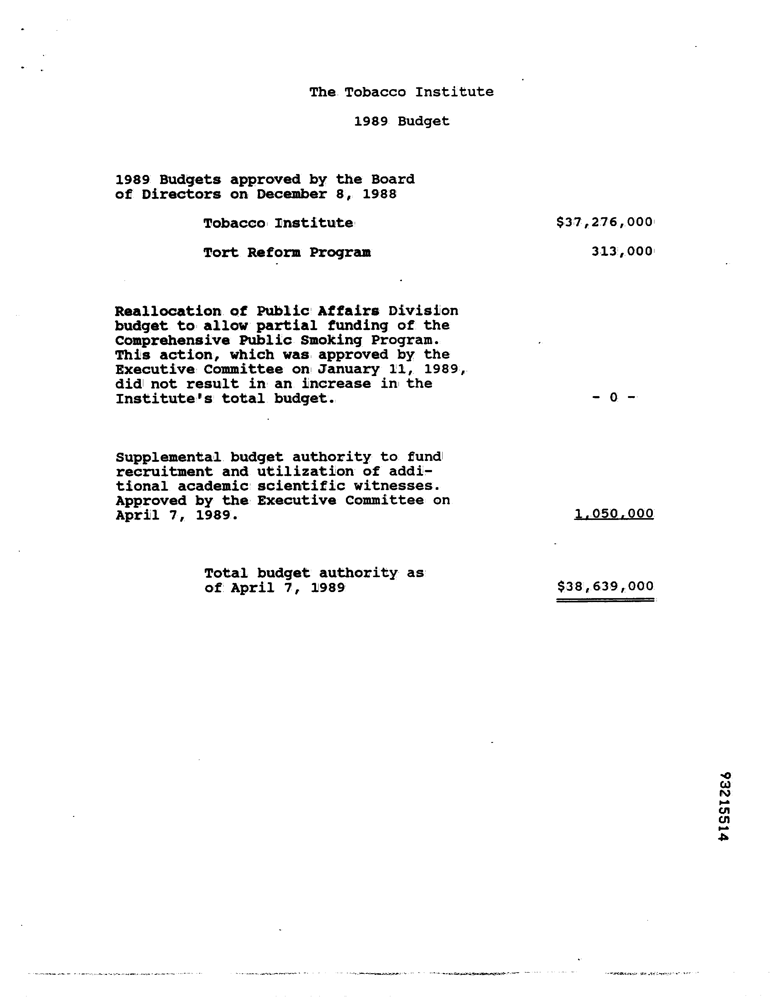 The Tobacco Institute
1989 Budget
1989 Budgets approved by the Board
of Directors on December 8, 1988
Tobacco Institute $37,276,000
Tort Reform Program 313,000
Reallocation of Public Affairs Division
budget to allow partial funding of the
Comprehensive Public Smoking Program.
This action, which was approved by the
Executive Committee on January 11, 1989,
did not result in an increase in the
Institute's total budget. - 0 -
Supplemental budget authority to fund
recruitment and utilization of addi-
tional academic scientific witnesses.
Approved by the Executive Committee on
April 7, 1989. 1,050,000
Total budget authority as
of April 7, 1989 $38,639,000
93215514